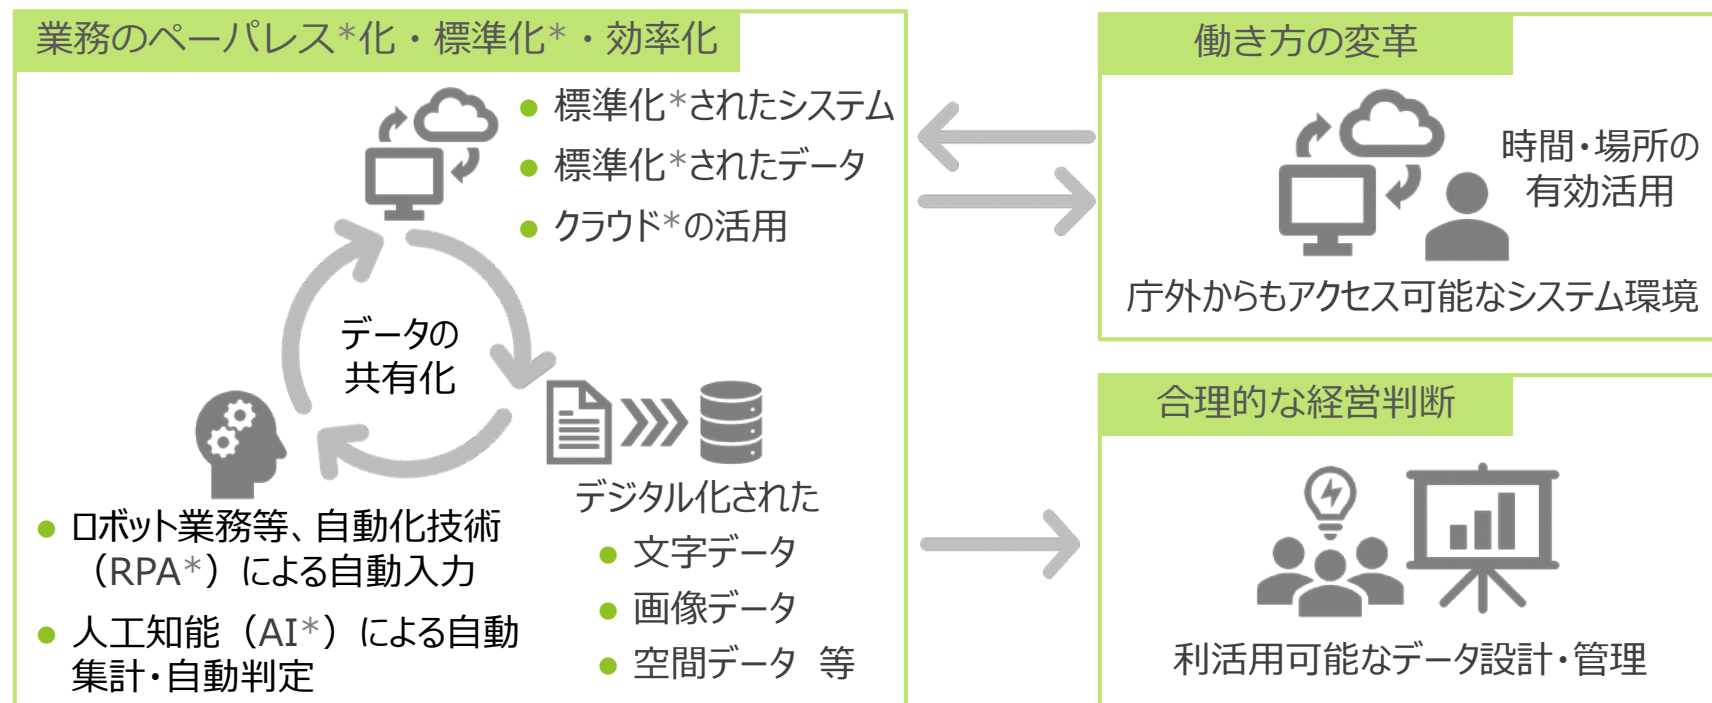 業務のペーパレス*化・標準化*・効率化
標準化*されたシステム
標準化*されたデータ
クラウド*の活用
データの
共有化
デジタル化された
文字データ
画像データ
空間データ 等
ロボット業務等、自動化技術
（RPA*）による自動入力
人工知能（AI*）による自動
集計・自動判定
働き方の変革
時間・場所の
有効活用
庁外からもアクセス可能なシステム環境
合理的な経営判断
利活用可能なデータ設計・管理